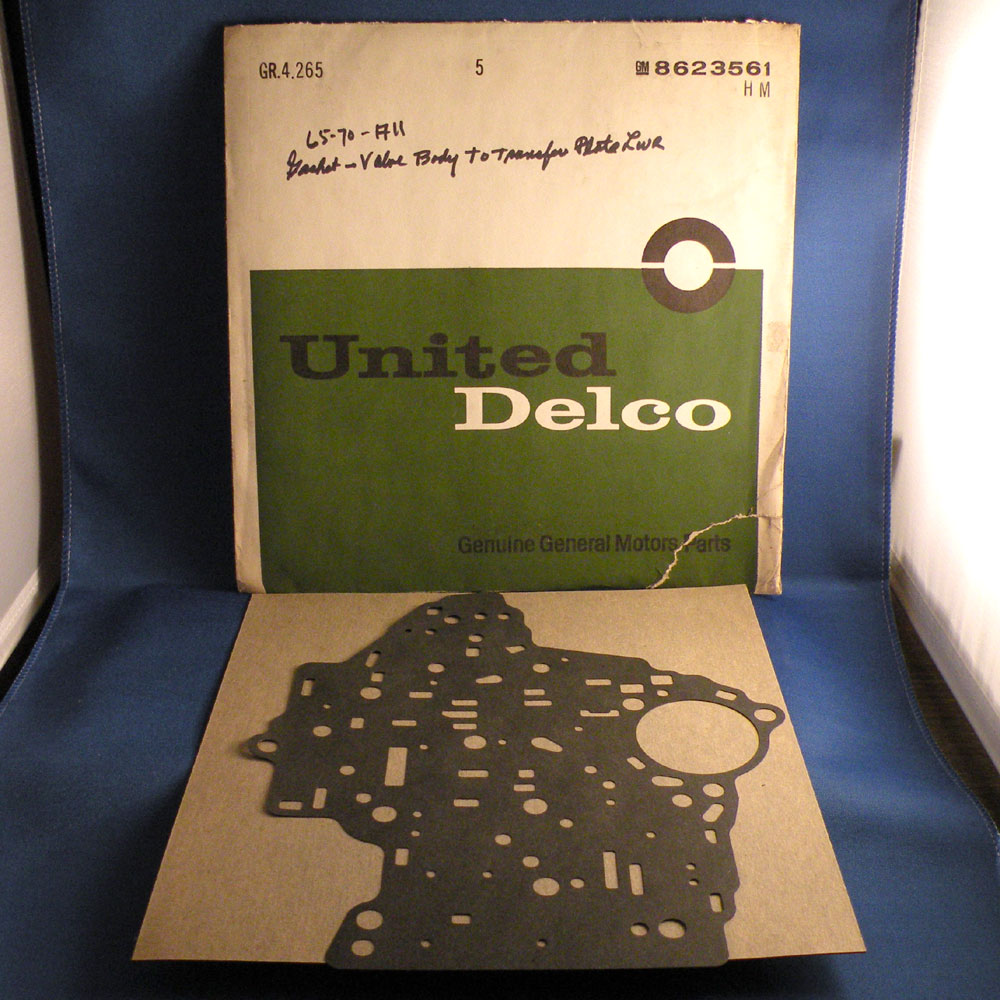 GR.4.265 5 GM 8623561
HM
65-70-All
Gasket - Valve Body To Transfer Plate Lwr
United
Delco
Genuine General Motors Parts